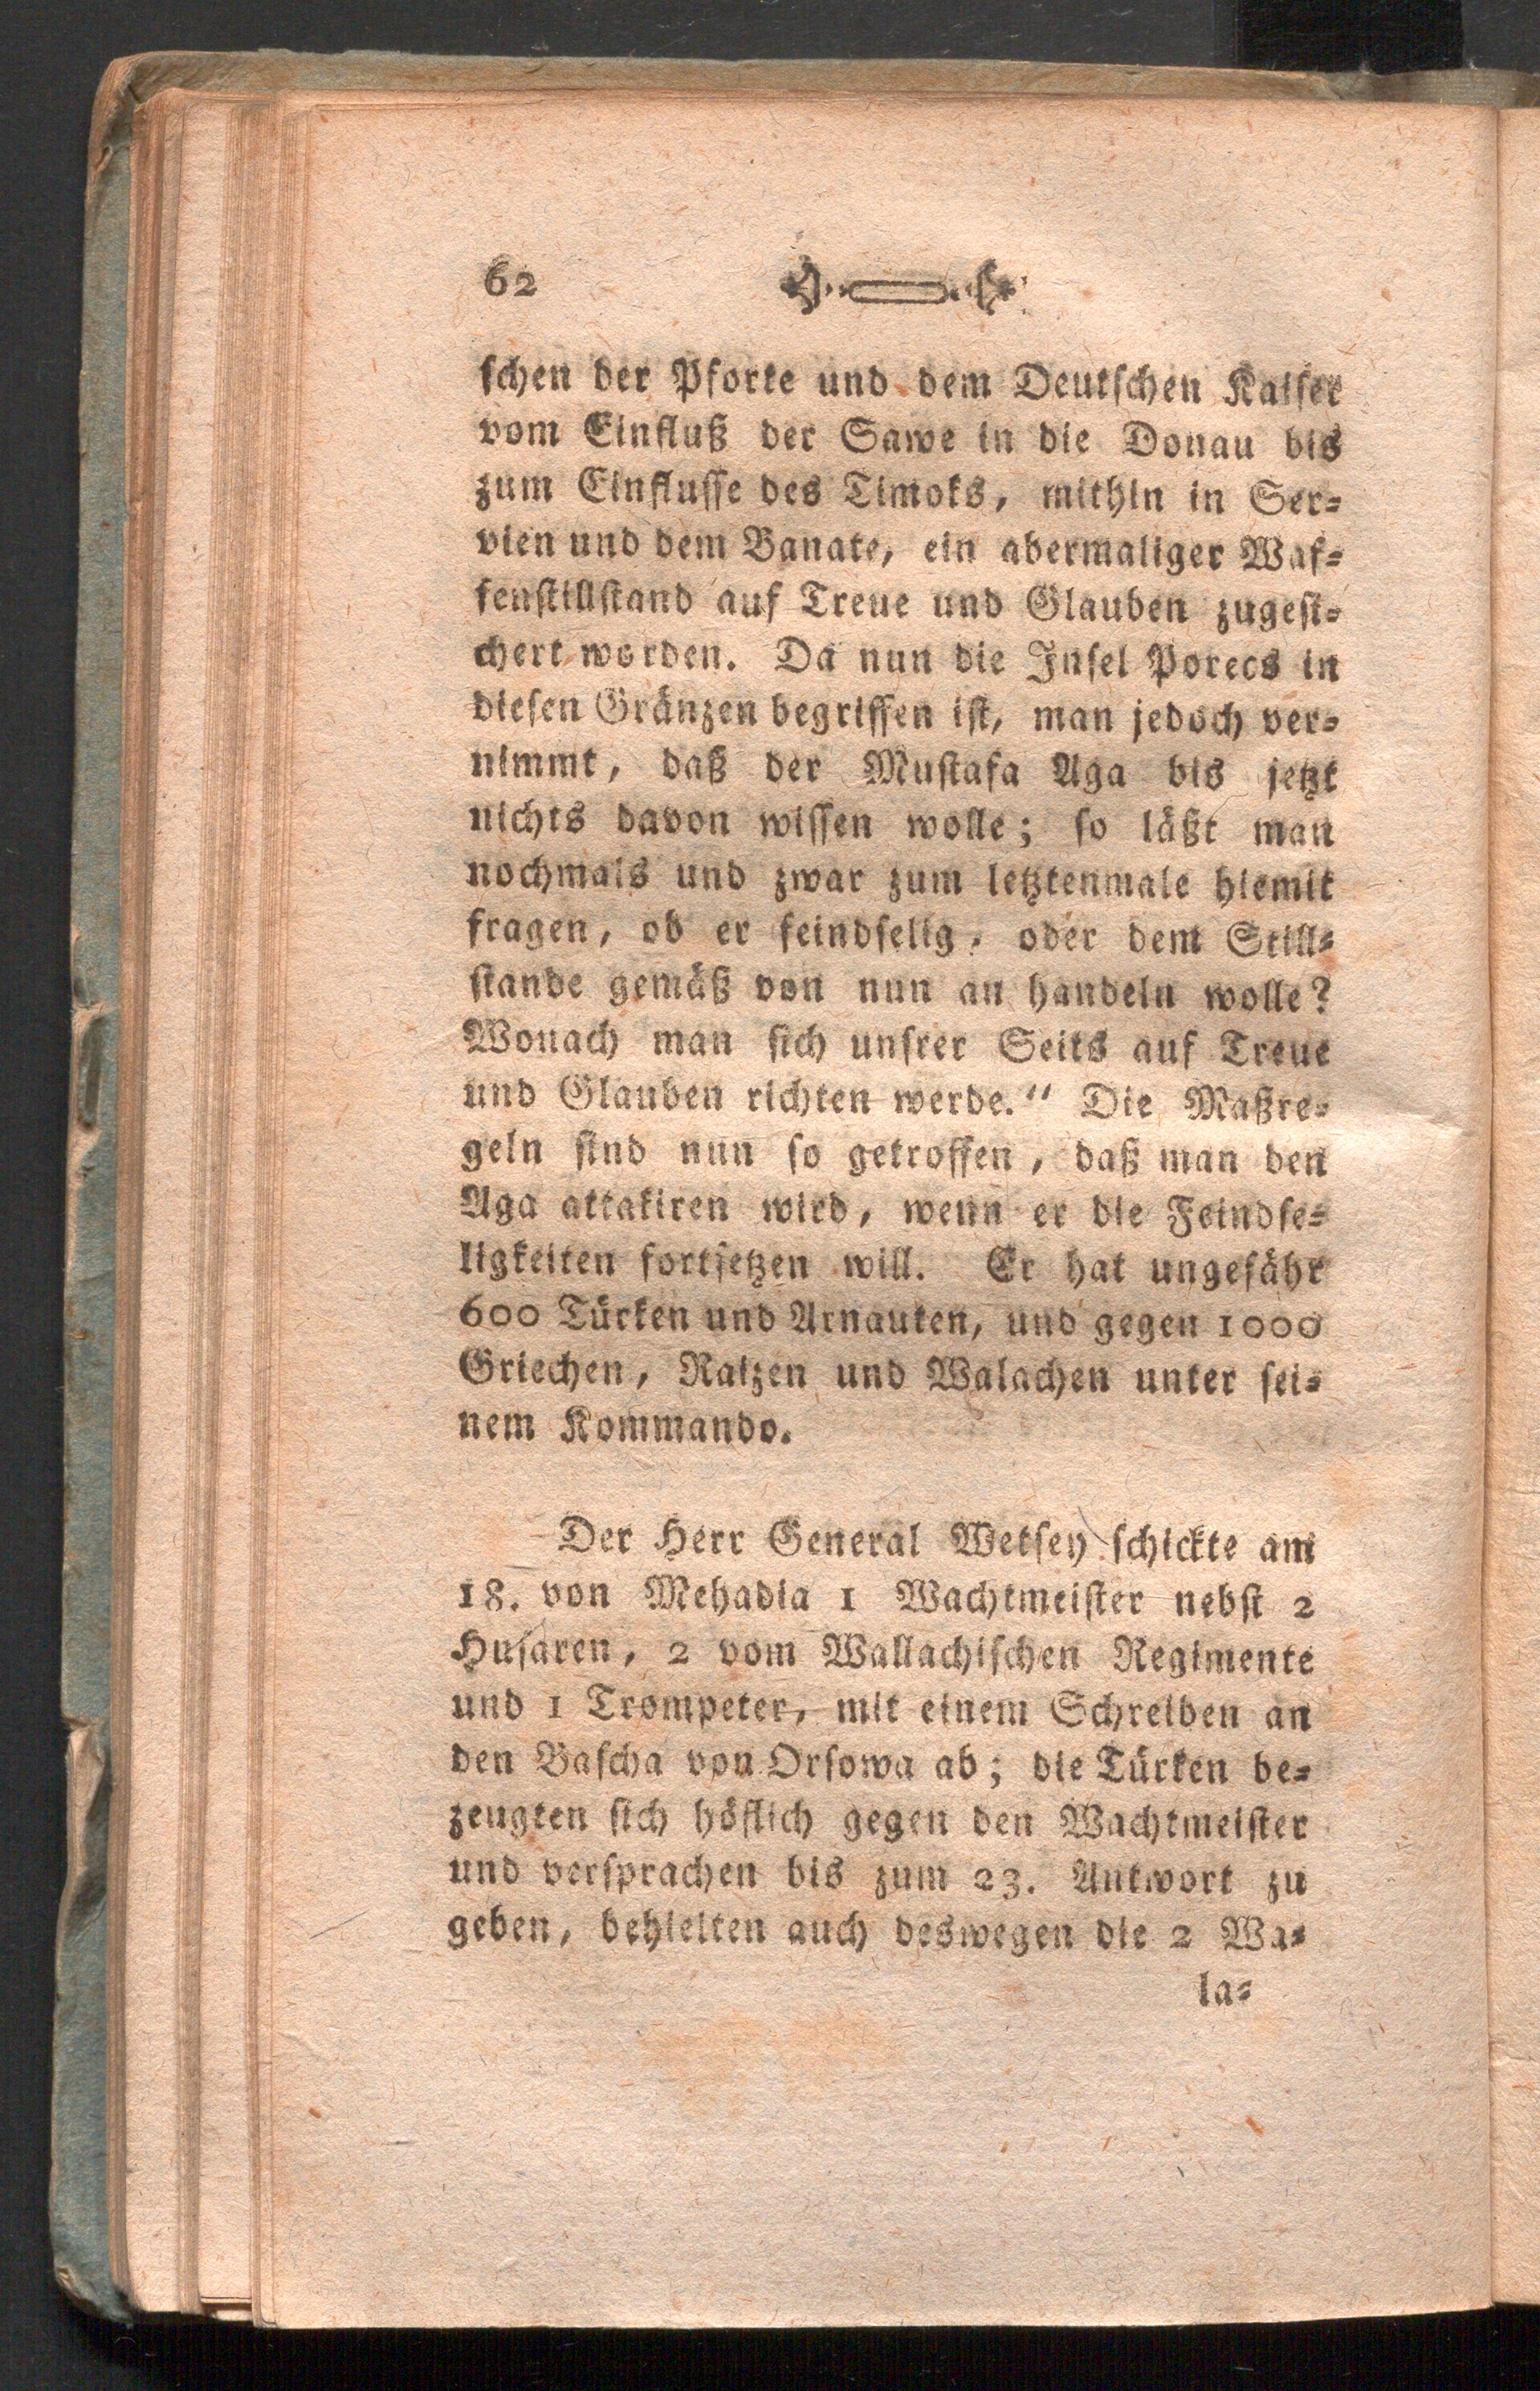 62
schen der Pforte und dem Deutschen Kaiser
vom Einfluß der Sawe in die Donau bis
zum Einflusse des Timoks, mithin in Ser-
vien und dem Banate, ein abermaliger Waf-
fenstillstand auf Treue und Glauben zugesi-
chert worden. Da nun die Insel Porecs in
diesen Gränzen begriffen ist, man jedoch ver-
nimmt, daß der Mustafa Aga bis jetzt
nichts davon wissen wolle; so läßt man
nochmals und zwar zum letztenmale hiemit
fragen, ob er feindselig, oder dem Still-
stande gemäß von nun an handeln wolle?
Wonach man sich unsrer Seits auf Treue
und Glauben richten werde." Die Maßre-
geln sind nun so getroffen, daß man den
Aga attakiren wird, wenn er die Feindse-
ligkeiten fortsetzen will. Er hat ungefähr
600 Türken und Arnauten, und gegen 1000
Griechen, Raizen und Walachen unter sei-
nem Kommando.
Der Herr General Wetsey schickte am
18. von Mehadia 1 Wachtmeister nebst 2
Husaren, 2 vom Wallachischen Regimente
und 1 Trompeter, mit einem Schreiben an
den Bascha von Orsowa ab; die Türken be-
zeugten sich höflich gegen den Wachtmeister
und versprachen bis zum 23. Antwort zu
geben, behielten auch deswegen die 2 Wa-
la-